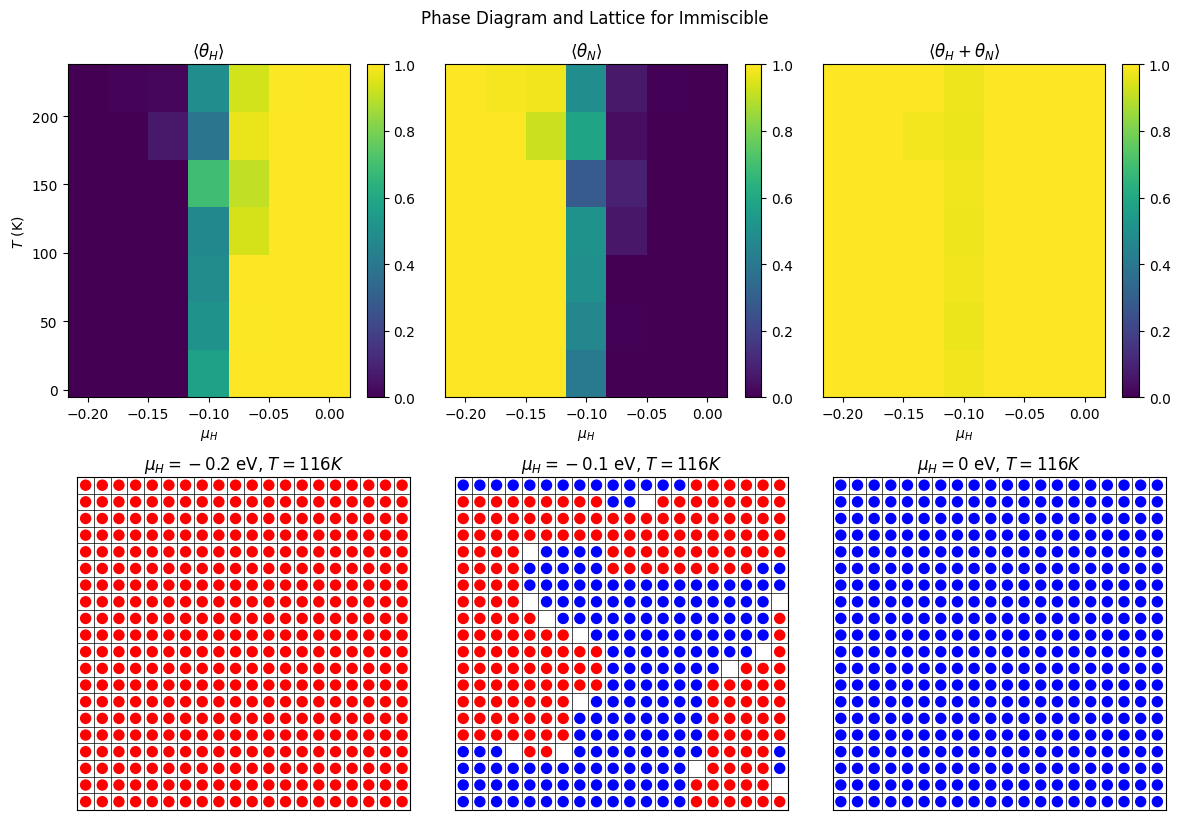 Phase Diagram and Lattice for Immiscible
⟨θ_H⟩
⟨θ_N⟩
⟨θ_H + θ_N⟩
T (K)
200
150
100
50
0
−0.20 −0.15 −0.10 −0.05 0.00
μ_H
1.0
0.8
0.6
0.4
0.2
0.0
−0.20 −0.15 −0.10 −0.05 0.00
μ_H
1.0
0.8
0.6
0.4
0.2
0.0
−0.20 −0.15 −0.10 −0.05 0.00
μ_H
1.0
0.8
0.6
0.4
0.2
0.0
μ_H = −0.2 eV, T = 116K
μ_H = −0.1 eV, T = 116K
μ_H = 0 eV, T = 116K